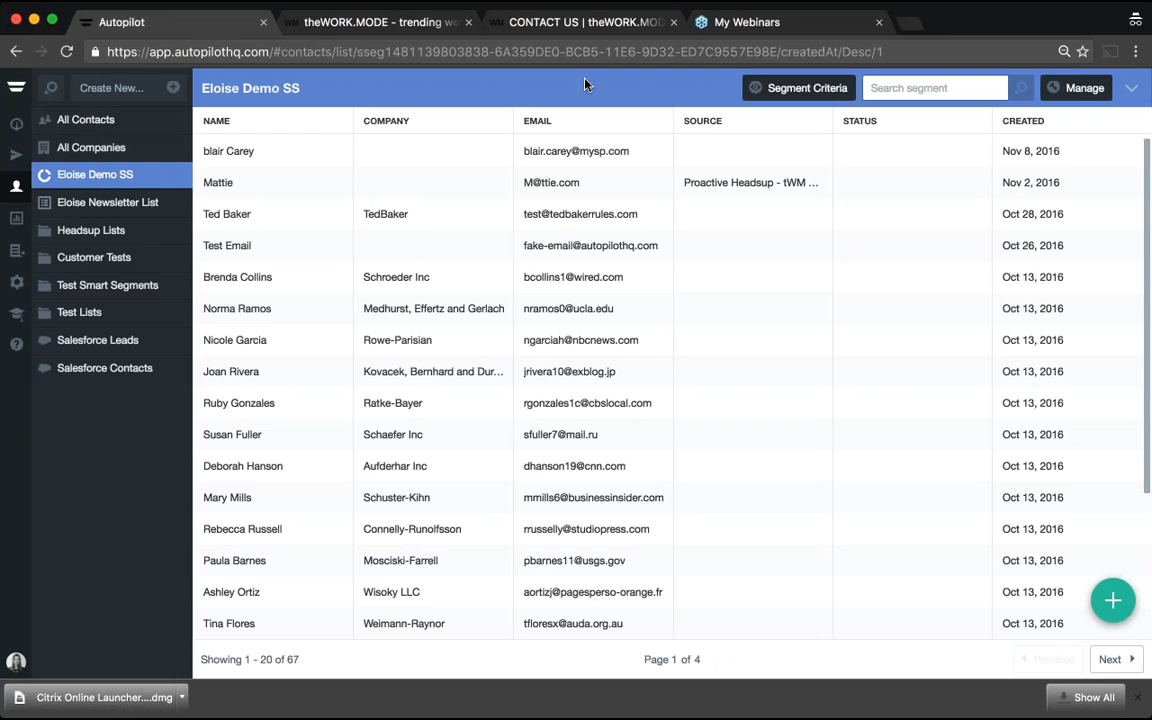 Autopilot
theWORK.MODE - trending wo
CONTACT US | theWORK.MOD
My Webinars
https://app.autopilothq.com/#contacts/list/sseg1481139803838-6A359DE0-BCB5-11E6-9D32-ED7C9557E98E/createdAt/Desc/1
Create New...
Eloise Demo SS
Segment Criteria
Search segment
Manage
All Contacts
All Companies
Eloise Demo SS
Eloise Newsletter List
Headsup Lists
Customer Tests
Test Smart Segments
Test Lists
Salesforce Leads
Salesforce Contacts
NAME COMPANY EMAIL SOURCE STATUS CREATED
blair Carey blair.carey@mysp.com Nov 8, 2016
Mattie M@ttie.com Proactive Headsup - tWM ... Nov 2, 2016
Ted Baker TedBaker test@tedbakerrules.com Oct 28, 2016
Test Email fake-email@autopilothq.com Oct 26, 2016
Brenda Collins Schroeder Inc bcollins1@wired.com Oct 13, 2016
Norma Ramos Medhurst, Effertz and Gerlach nramos0@ucla.edu Oct 13, 2016
Nicole Garcia Rowe-Parisian ngarciah@nbcnews.com Oct 13, 2016
Joan Rivera Kovacek, Bernhard and Dur... jrivera10@exblog.jp Oct 13, 2016
Ruby Gonzales Ratke-Bayer rgonzales1c@cbslocal.com Oct 13, 2016
Susan Fuller Schaefer Inc sfuller7@mail.ru Oct 13, 2016
Deborah Hanson Aufderhar Inc dhanson19@cnn.com Oct 13, 2016
Mary Mills Schuster-Kihn mmills6@businessinsider.com Oct 13, 2016
Rebecca Russell Connelly-Runolfsson rrusselly@studiopress.com Oct 13, 2016
Paula Barnes Mosciski-Farrell pbarnes11@usgs.gov Oct 13, 2016
Ashley Ortiz Wisoky LLC aortizj@pagesperso-orange.fr Oct 13, 2016
Tina Flores Weimann-Raynor tfloresx@auda.org.au Oct 13, 2016
Showing 1 - 20 of 67
Page 1 of 4
Previous
Next
Citrix Online Launcher....dmg
Show All